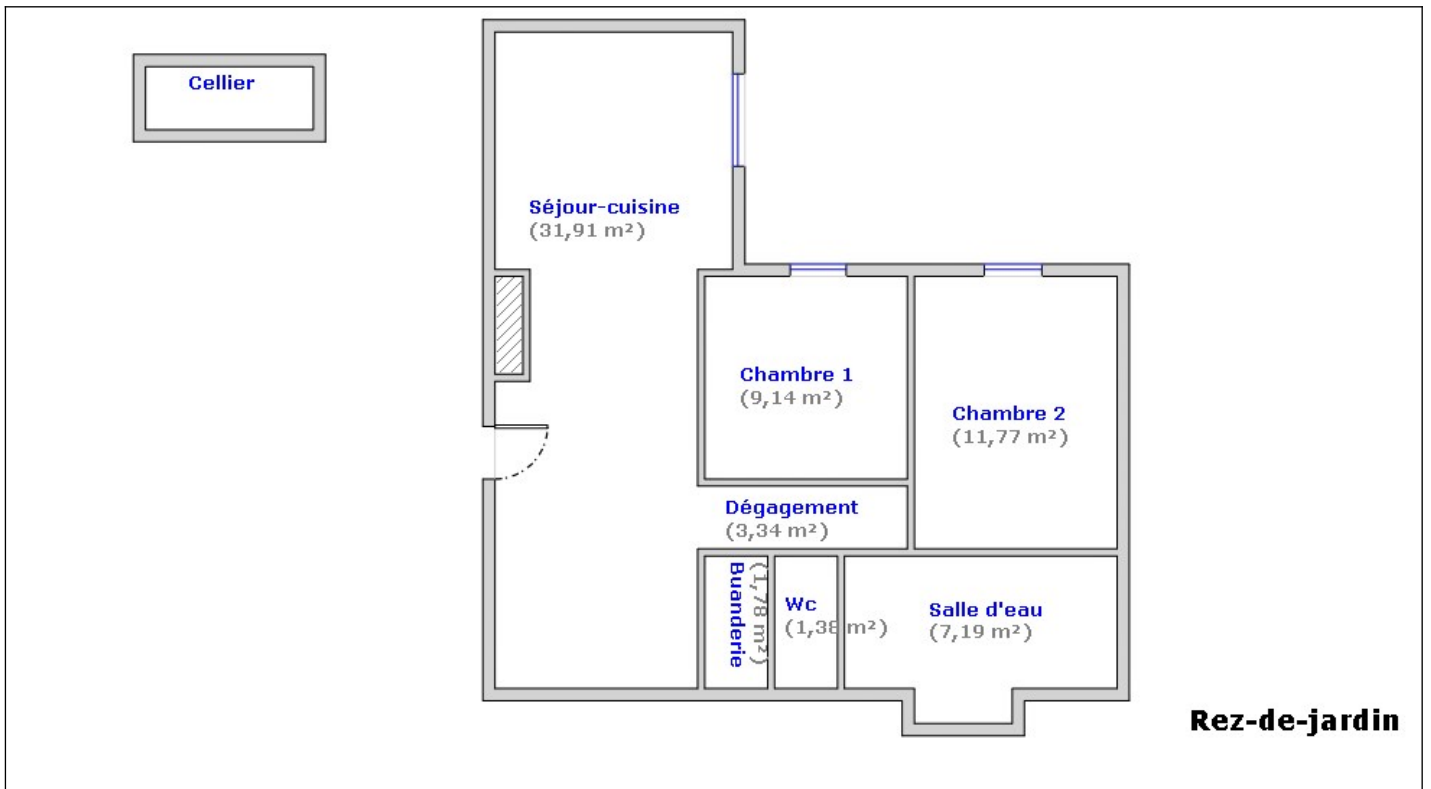 Cellier
Séjour-cuisine
(31,91 m²)
Chambre 1
(9,14 m²)
Chambre 2
(11,77 m²)
Dégagement
(3,34 m²)
Buanderie
(1,78 m²)
Wc
(1,38 m²)
Salle d'eau
(7,19 m²)
Rez-de-jardin